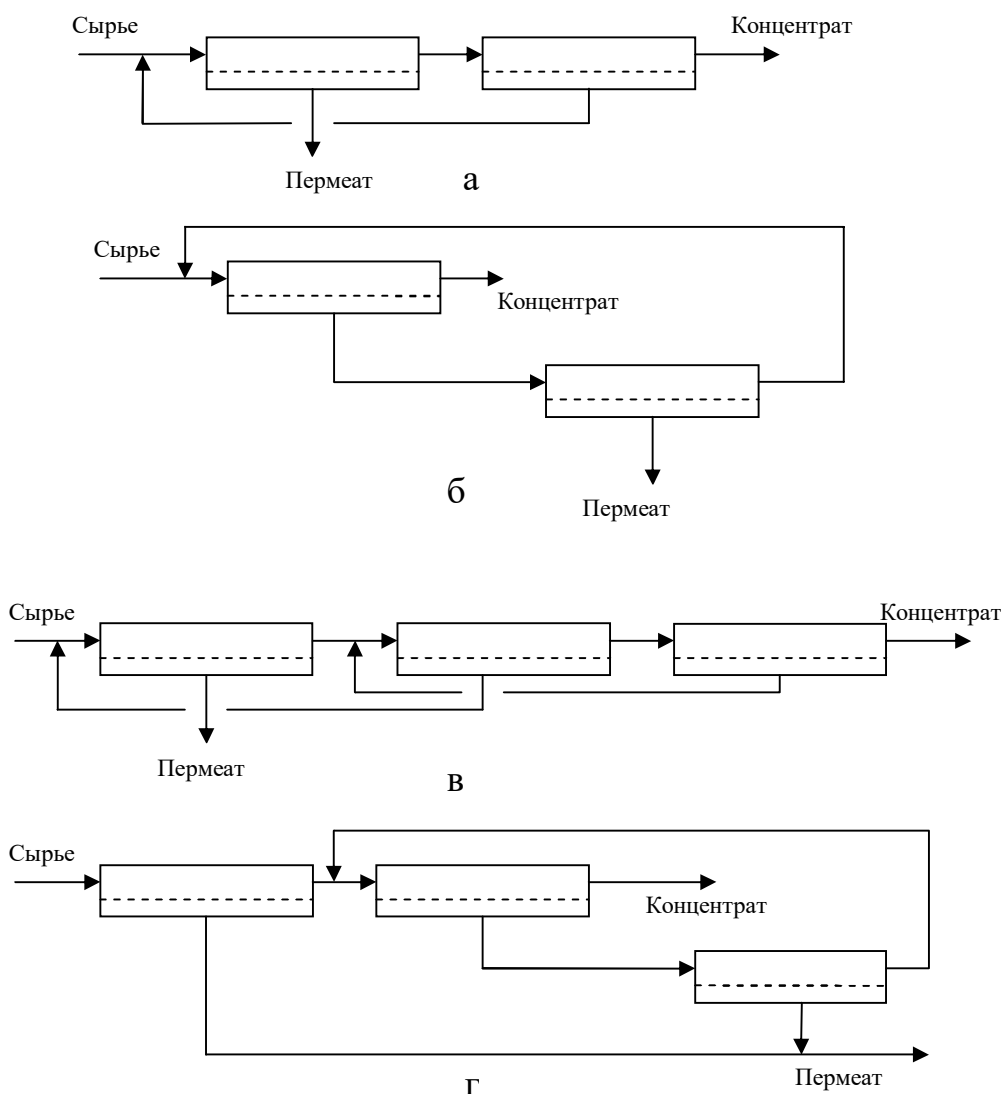 Сырье
Концентрат
Пермеат
а
Сырье
Концентрат
Пермеат
б
Сырье
Концентрат
Пермеат
в
Сырье
Концентрат
Пермеат
г